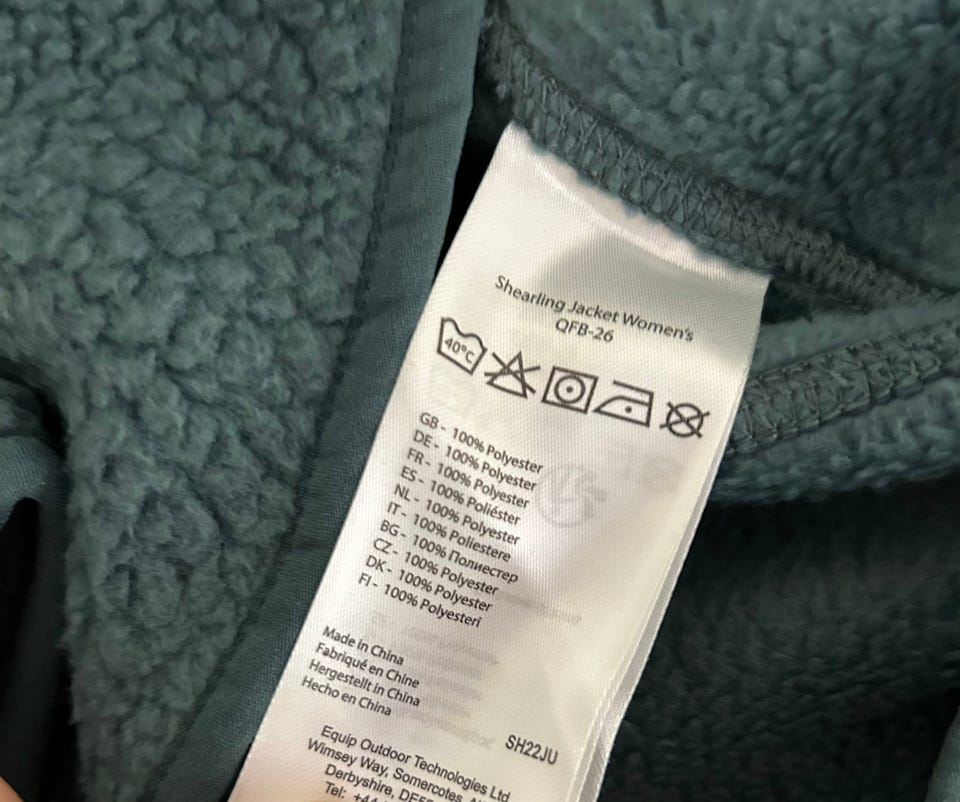 Shearling Jacket Women's
QFB-26
40°C
GB - 100% Polyester
DE - 100% Polyester
FR - 100% Polyester
ES - 100% Poliéster
NL - 100% Polyester
IT - 100% Poliestere
BG - 100% Полиестер
CZ - 100% Polyester
DK - 100% Polyester
FI - 100% Polyesteri
Made in China
Fabriqué en Chine
Hergestellt in China
Hecho en China
SH22JU
Equip Outdoor Technologies Ltd
Wimsey Way, Somercotes,
Derbyshire,
Tel: +44